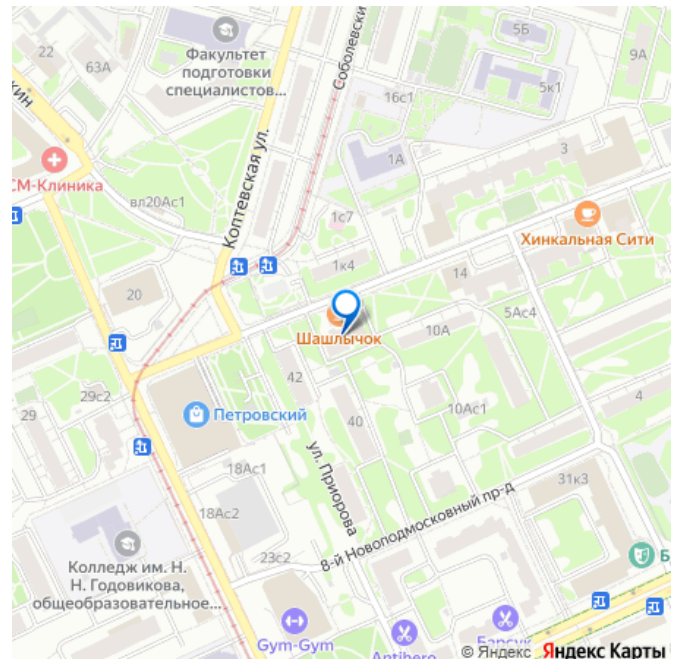 22
63А
Факультет
подготовки
специалистов...
Соболевски
5Б
9А
16с1
5к1
кин
СМ-Клиника
вл20Ас1
Коптевская ул.
1А
3
1с7
Хинкальная Сити
20
1к4
14
5Ас4
Шашлычок
10А
42
29с2
29
Петровский
40
10Ас1
4
18Ас1
ул. Приорова
31к3
18Ас2
8-й Новоподмосковный пр-д
23с2
Колледж им. Н.
Н. Годовикова,
общеобразовательное...
Б
Gym-Gym
Antihero
Барсук
© Яндекс Яндекс Карты